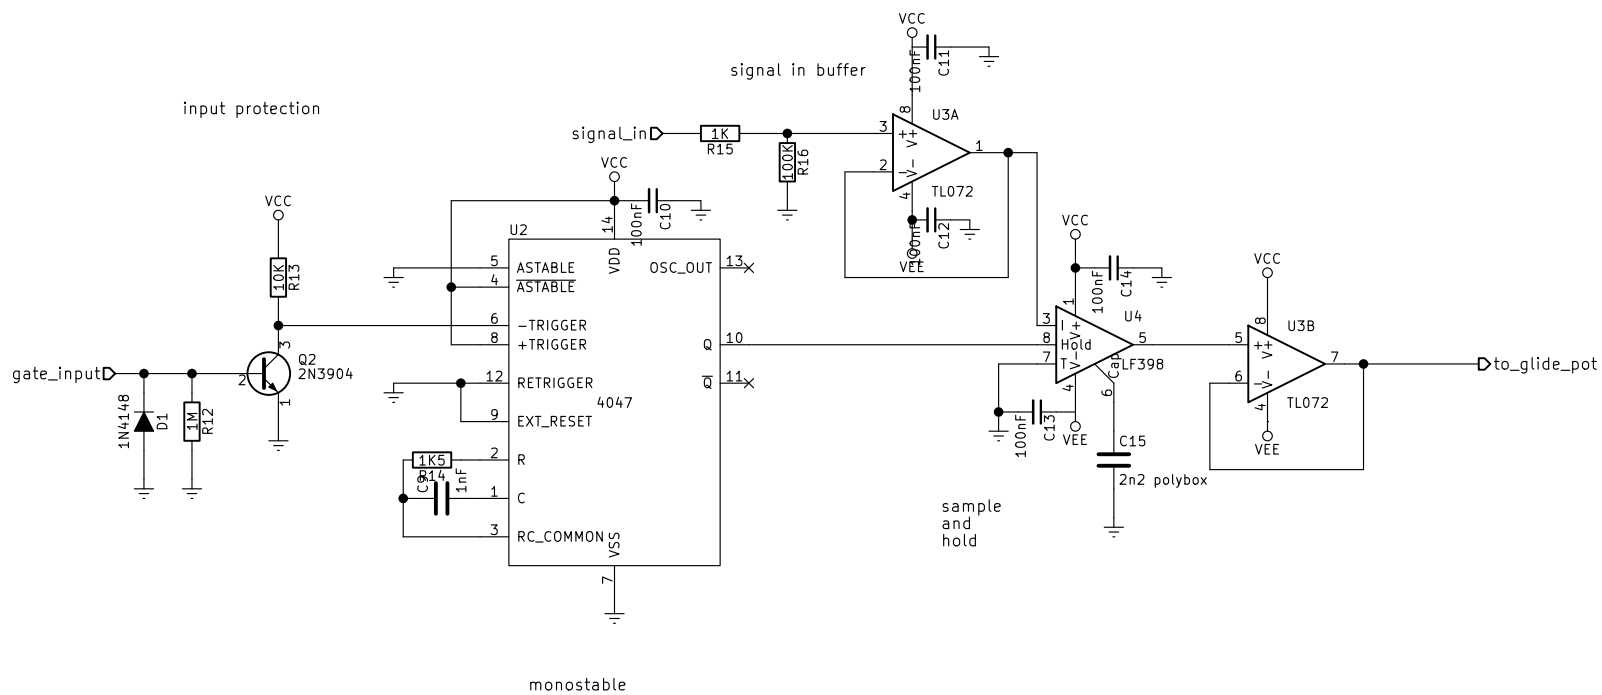 VCC
100nF
C11
signal in buffer
input protection
8
U3A
signal_in
1K
R15
3
++
V+
1
100K
R16
2
V-
4
TL072
VCC
VCC
14
100nF
C10
100nF
C12
VEE
VCC
U2
VDD
10K
R13
5
ASTABLE
OSC_OUT
13
4
ASTABLE
100nF
C14
VCC
1
6
-TRIGGER
3
V+
U4
8
U3B
3
8
+TRIGGER
Q
10
8
Hold
5
5
++
V+
Q2
2N3904
7
T
V-
Cap
LF398
7
to_glide_pot
gate_input
2
12
RETRIGGER
Q
11
4
6
6
V-
1N4148
D1
1M
R12
1
4047
4
TL072
9
EXT_RESET
100nF
C13
VEE
C15
VEE
1K5
R14
2
R
C9
1nF
1
C
2n2 polybox
sample
and
hold
3
RC_COMMON
VSS
7
monostable